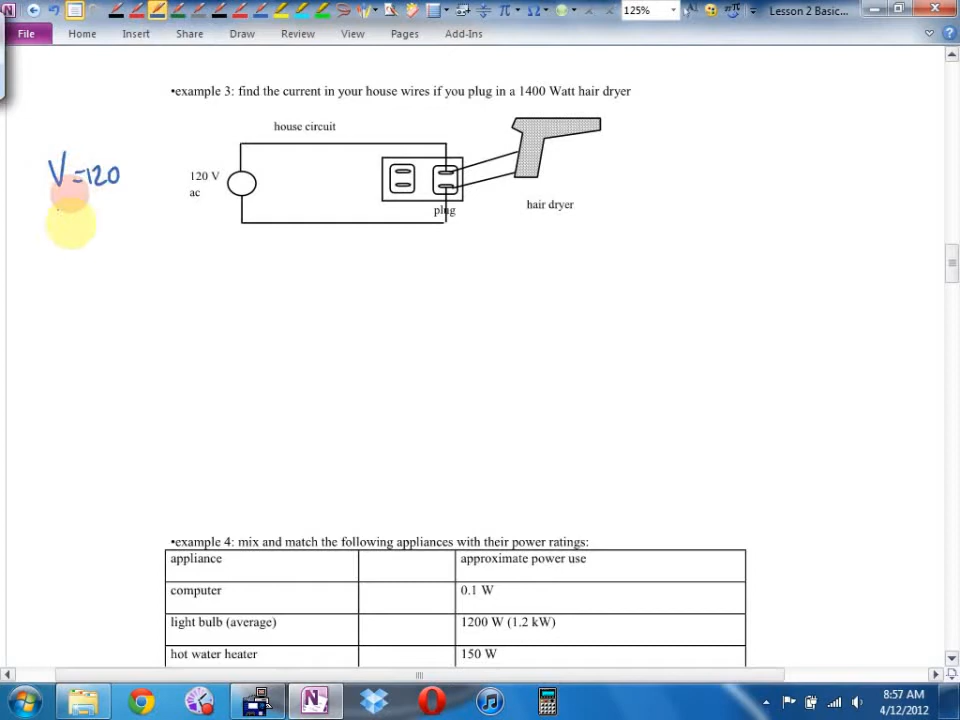 125%
Lesson 2 Basic...
File Home Insert Share Draw Review View Pages Add-Ins
•example 3: find the current in your house wires if you plug in a 1400 Watt hair dryer
house circuit
V=120
120 V
ac
plug
hair dryer
•example 4: mix and match the following appliances with their power ratings:
appliance approximate power use
computer 0.1 W
light bulb (average) 1200 W (1.2 kW)
hot water heater 150 W
8:57 AM
4/12/2012